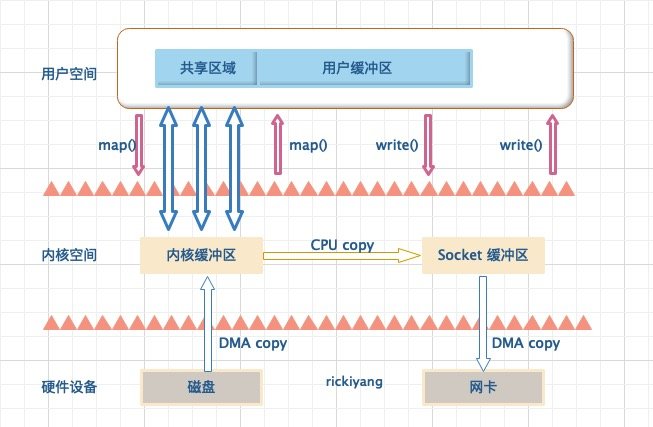 用户空间
共享区域
用户缓冲区
map()
map()
write()
write()
内核空间
内核缓冲区
CPU copy
Socket 缓冲区
DMA copy
DMA copy
硬件设备
磁盘
rickiyang
网卡